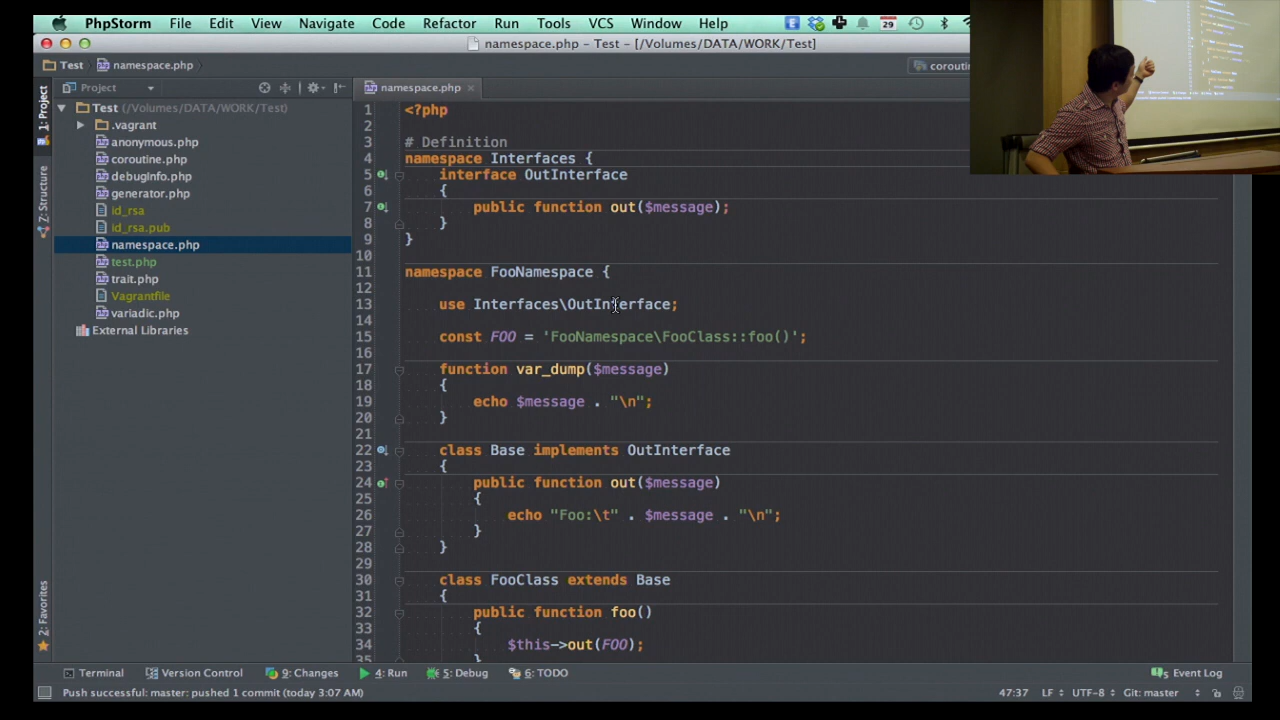 PhpStorm File Edit View Navigate Code Refactor Run Tools VCS Window Help 29
namespace.php - Test - [/Volumes/DATA/WORK/Test]
Test namespace.php
Project namespace.php
Test (/Volumes/DATA/WORK/Test)
.vagrant
anonymous.php
coroutine.php
debugInfo.php
generator.php
id_rsa
id_rsa.pub
namespace.php
test.php
trait.php
Vagrantfile
variadic.php
External Libraries
1: Project
7: Structure
2: Favorites
1 <?php
2
3 # Definition
4 namespace Interfaces {
5 interface OutInterface
6 {
7 public function out($message);
8 }
9 }
10
11 namespace FooNamespace {
12
13 use Interfaces\OutInterface;
14
15 const FOO = 'FooNamespace\FooClass::foo()';
16
17 function var_dump($message)
18 {
19 echo $message . "\n";
20 }
21
22 class Base implements OutInterface
23 {
24 public function out($message)
25 {
26 echo "Foo:\t" . $message . "\n";
27 }
28 }
29
30 class FooClass extends Base
31 {
32 public function foo()
33 {
34 $this->out(FOO);
35 }
Terminal Version Control 9: Changes 4: Run 5: Debug 6: TODO Event Log
Push successful: master: pushed 1 commit (today 3:07 AM) 47:37 LF UTF-8 Git: master